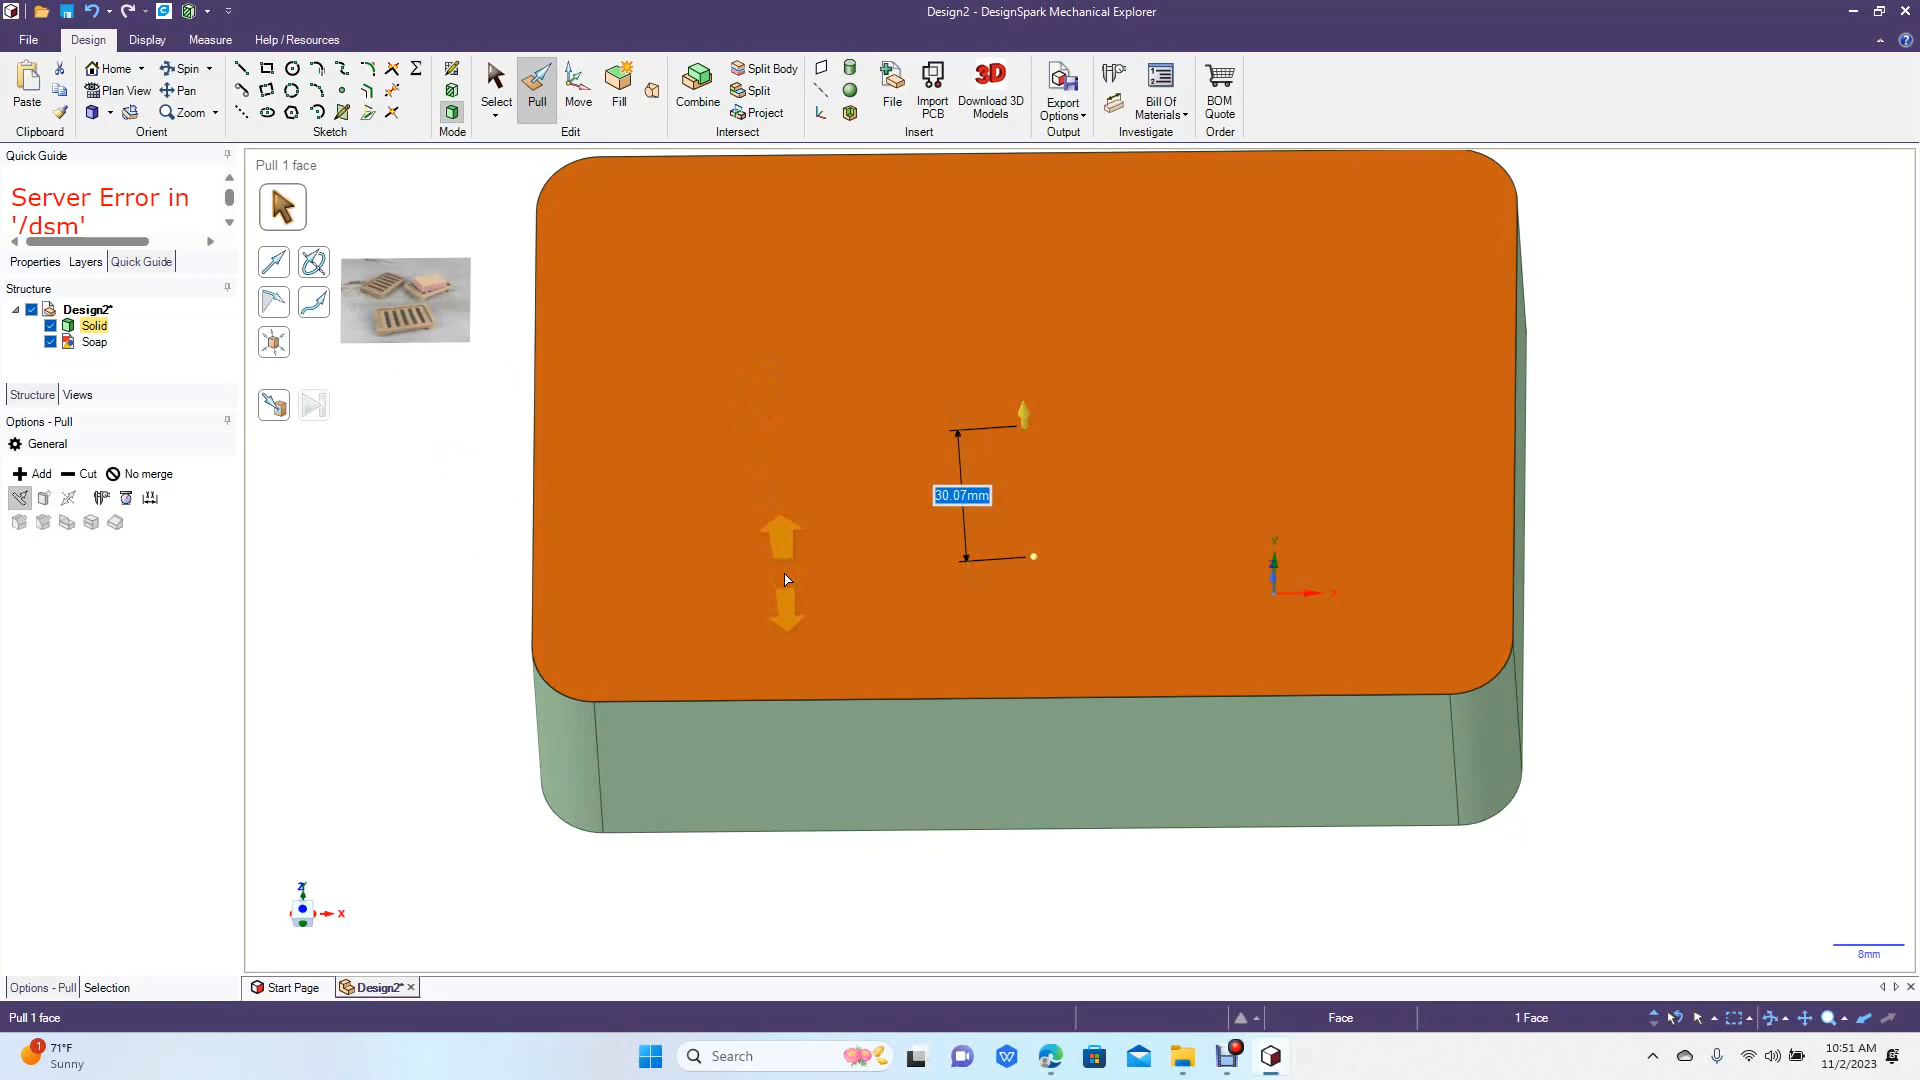 Design2 - DesignSpark Mechanical Explorer
File
Design
Display
Measure
Help / Resources
Paste
Clipboard
Home
Spin
Plan View
Pan
Zoom
Orient
Sketch
Mode
Select
Pull
Move
Fill
Edit
Combine
Split Body
Split
Project
Intersect
Insert
File
Import
PCB
Download 3D
Models
3D
Export
Options
Output
Bill Of
Materials
Investigate
BOM
Quote
Order
Quick Guide
Server Error in
'/dsm'
Properties
Layers
Quick Guide
Structure
Design2*
Solid
Soap
Structure
Views
Options - Pull
General
Add
Cut
No merge
Options - Pull
Selection
Pull 1 face
30.07mm
Y
Z
X
Z
X
8mm
Start Page
Design2*
Pull 1 face
Face
1 Face
1
71°F
Sunny
Search
10:51 AM
11/2/2023